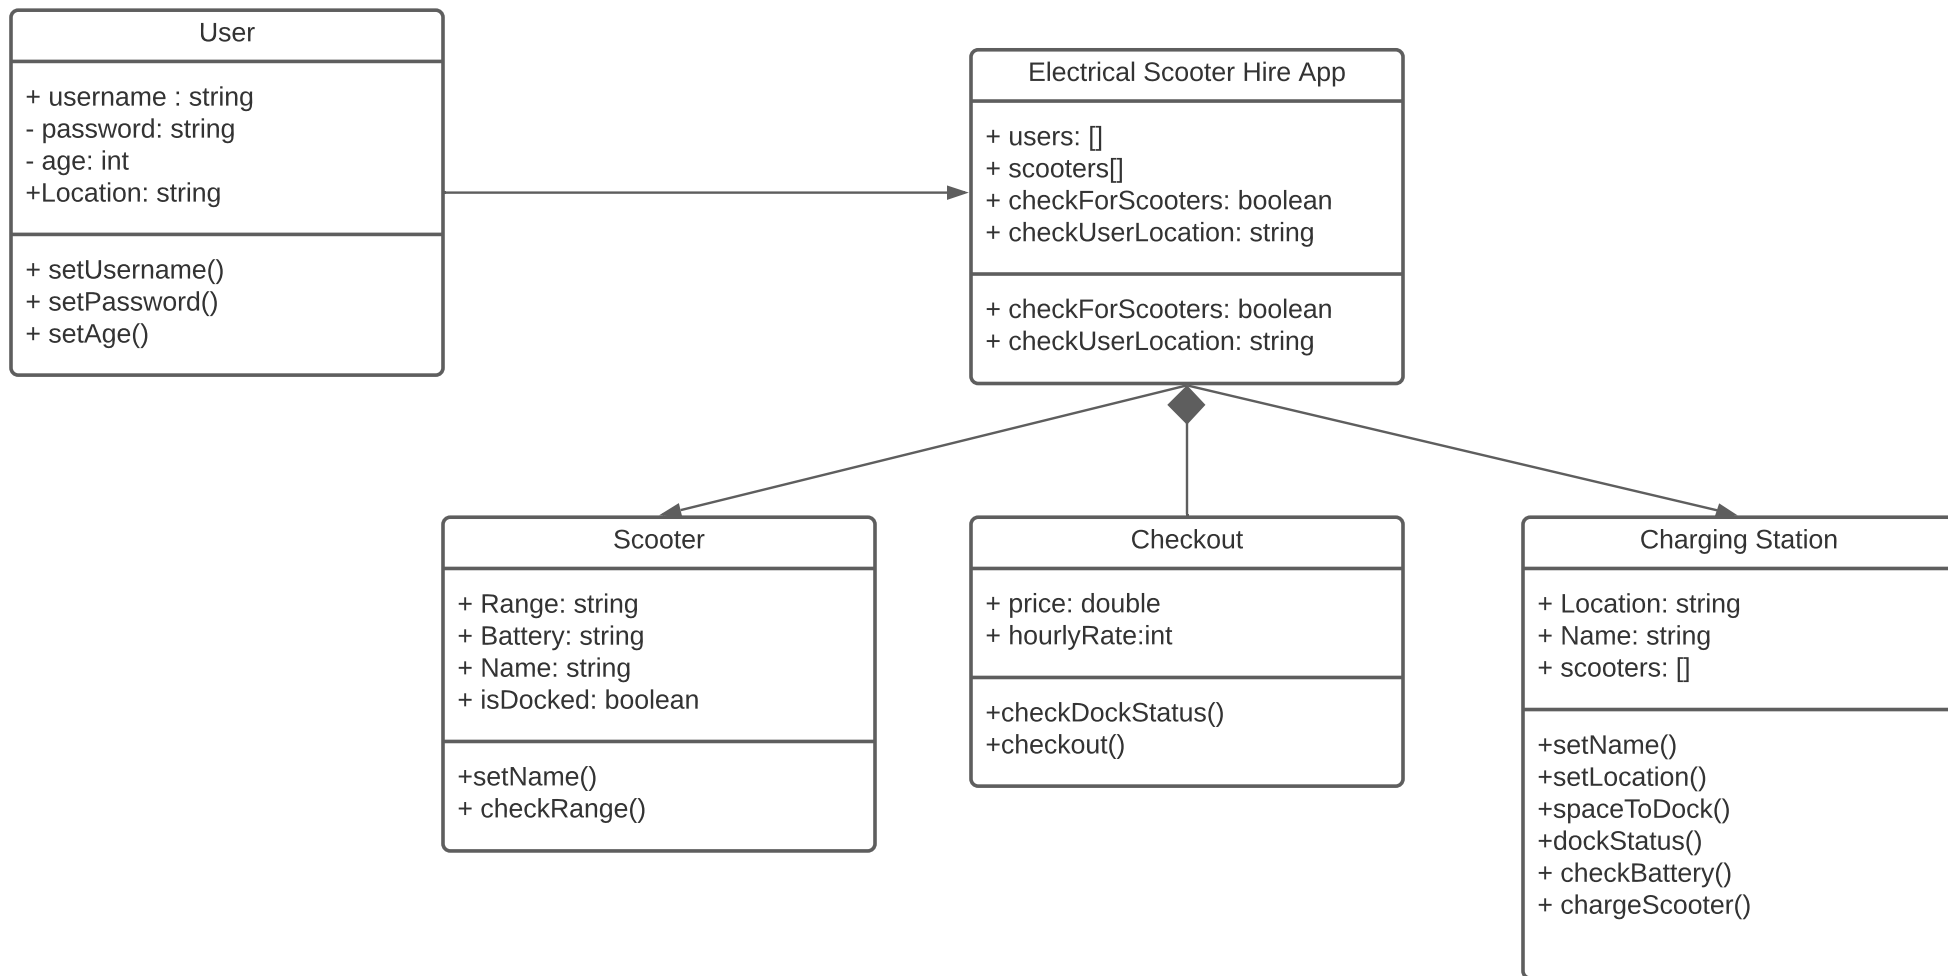 User
+ username : string
- password: string
- age: int
+Location: string
+ setUsername()
+ setPassword()
+ setAge()
Electrical Scooter Hire App
+ users: []
+ scooters[]
+ checkForScooters: boolean
+ checkUserLocation: string
+ checkForScooters: boolean
+ checkUserLocation: string
Scooter
+ Range: string
+ Battery: string
+ Name: string
+ isDocked: boolean
+setName()
+ checkRange()
Checkout
+ price: double
+ hourlyRate:int
+checkDockStatus()
+checkout()
Charging Station
+ Location: string
+ Name: string
+ scooters: []
+setName()
+setLocation()
+spaceToDock()
+dockStatus()
+ checkBattery()
+ chargeScooter()